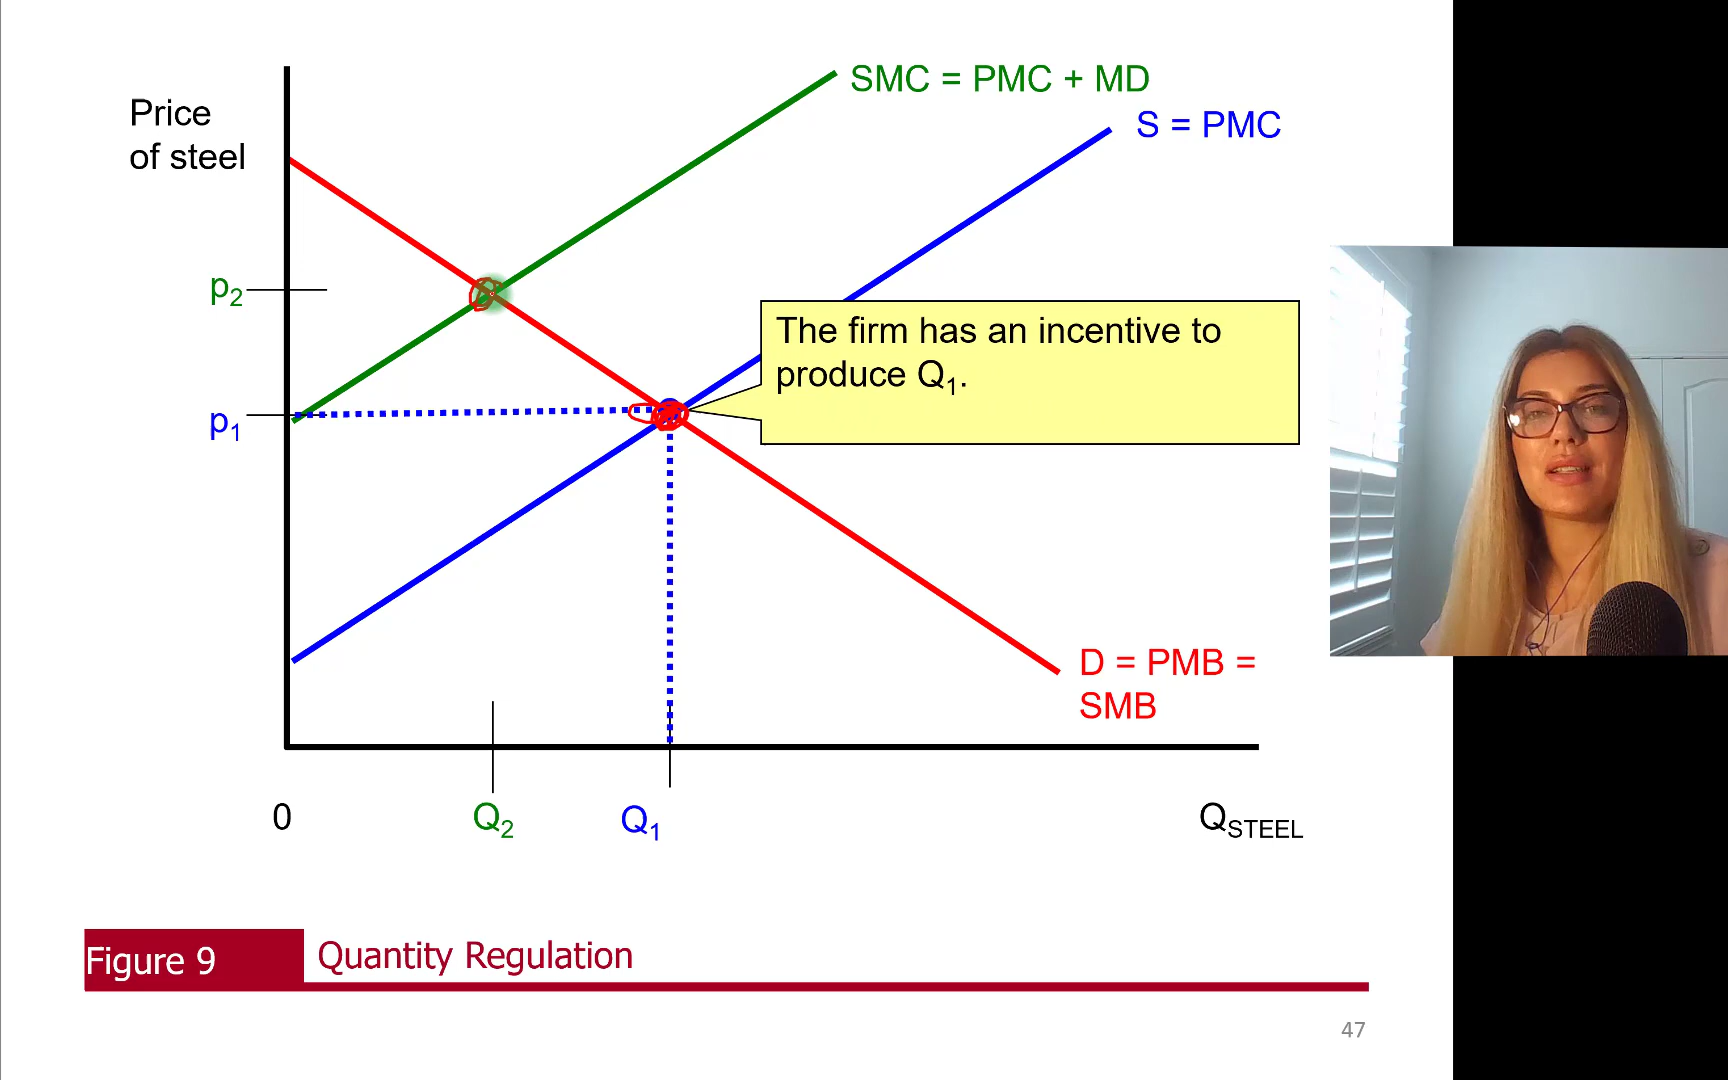 SMC = PMC + MD
Price
of steel
S = PMC
p2
The firm has an incentive to
produce Q1.
p1
D = PMB =
SMB
0
Q2
Q1
QSTEEL
Figure 9
Quantity Regulation
47